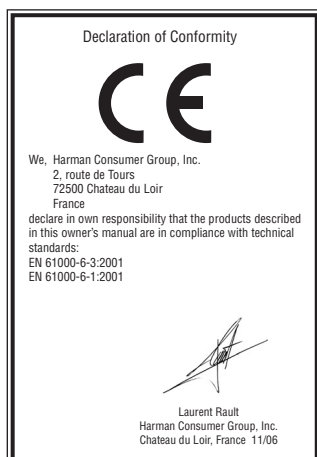 Declaration of Conformity
CE
We, Harman Consumer Group, Inc.
2, route de Tours
72500 Chateau du Loir
France
declare in own responsibility that the products described
in this owner's manual are in compliance with technical
standards:
EN 61000-6-3:2001
EN 61000-6-1:2001
Laurent Rault
Harman Consumer Group, Inc.
Chateau du Loir, France 11/06